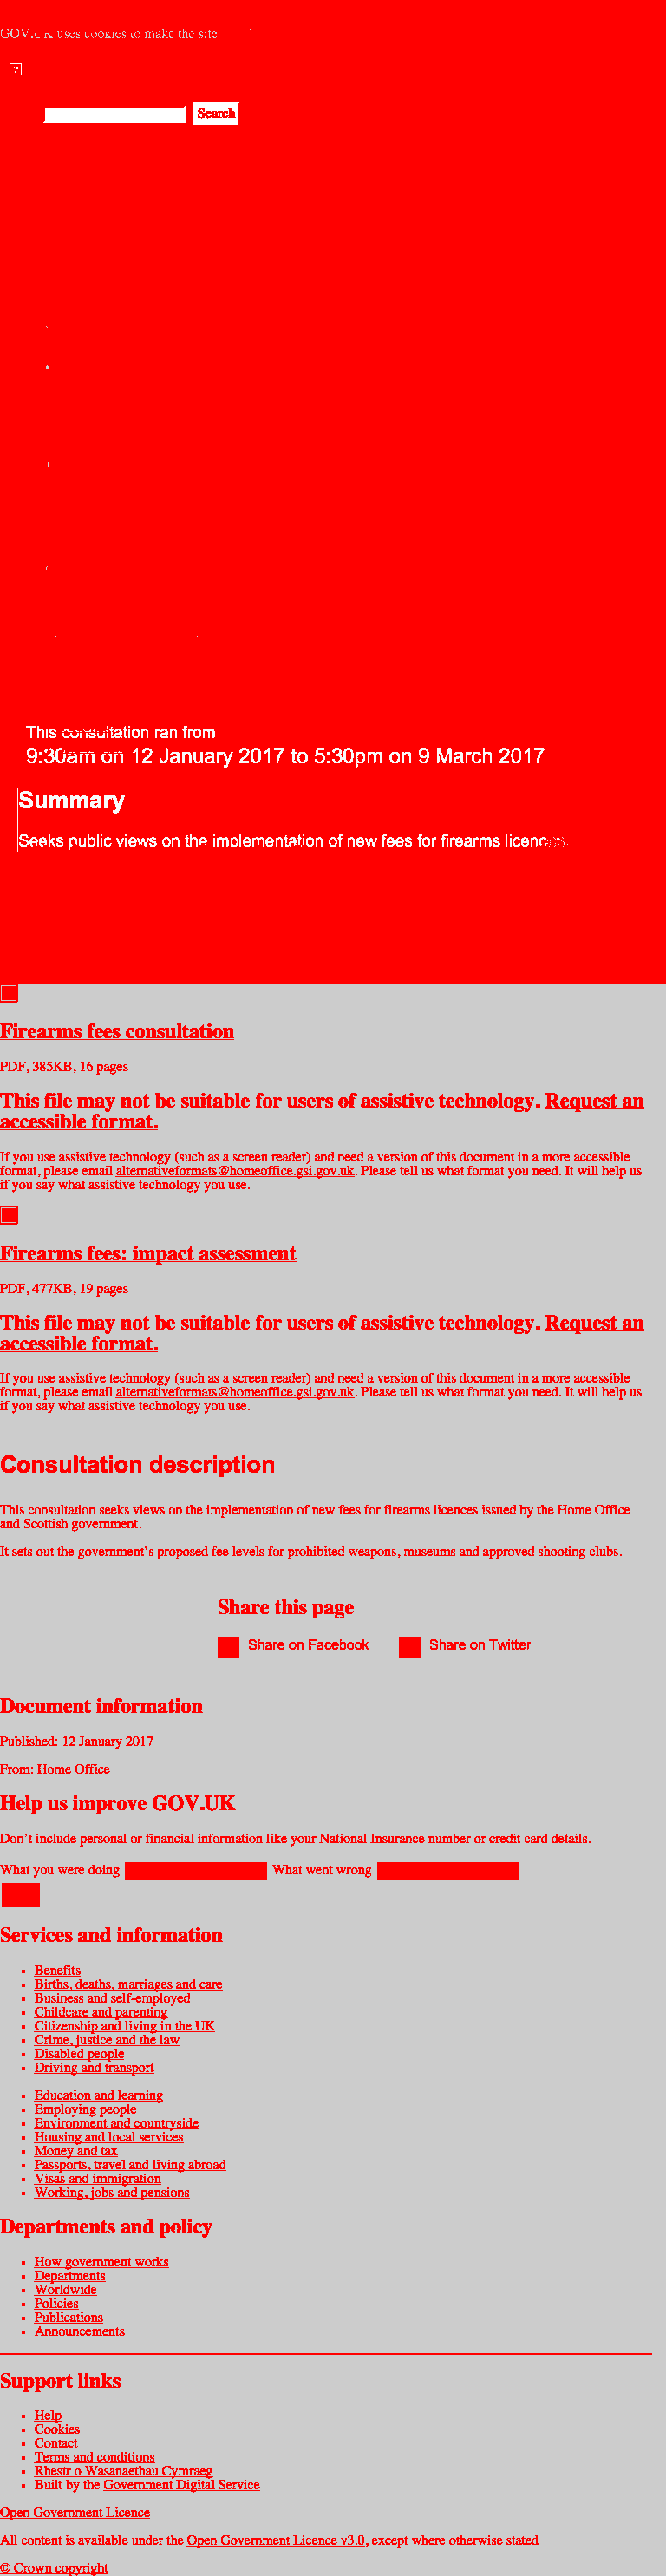 GOV.UK uses cookies to make the site
Search
This consultation ran from
9:30am on 12 January 2017 to 5:30pm on 9 March 2017
Summary
Seeks public views on the implementation of new fees for firearms
Firearms fees consultation
PDF, 385KB, 16 pages
This file may not be suitable for users of assistive technology. Request an
accessible format.
If you use assistive technology (such as a screen reader) and need a version of this document in a more accessible
format, please email alternativeformats@homeoffice.gsi.gov.uk. Please tell us what format you need. It will help us
if you say what assistive technology you use.
Firearms fees: impact assessment
PDF, 477KB, 19 pages
This file may not be suitable for users of assistive technology. Request an
accessible format.
If you use assistive technology (such as a screen reader) and need a version of this document in a more accessible
format, please email alternativeformats@homeoffice.gsi.gov.uk. Please tell us what format you need. It will help us
if you say what assistive technology you use.
Consultation description
This consultation seeks views on the implementation of new fees for firearms licences issued by the Home Office
and Scottish government.
It sets out the government's proposed fee levels for prohibited weapons, museums and approved shooting clubs.
Share this page
Share on Facebook Share on Twitter
Document information
Published: 12 January 2017
From: Home Office
Help us improve GOV.UK
Don't include personal or financial information like your National Insurance number or credit card details.
What you were doing What went wrong
Services and information
Benefits
Births, deaths, marriages and care
Business and self-employed
Childcare and parenting
Citizenship and living in the UK
Crime, justice and the law
Disabled people
Driving and transport
Education and learning
Employing people
Environment and countryside
Housing and local services
Money and tax
Passports, travel and living abroad
Visas and immigration
Working, jobs and pensions
Departments and policy
How government works
Departments
Worldwide
Policies
Publications
Announcements
Support links
Help
Cookies
Contact
Terms and conditions
Rhestr o Wasanaethau Cymraeg
Built by the Government Digital Service
Open Government Licence
All content is available under the Open Government Licence v3.0, except where otherwise stated
© Crown copyright